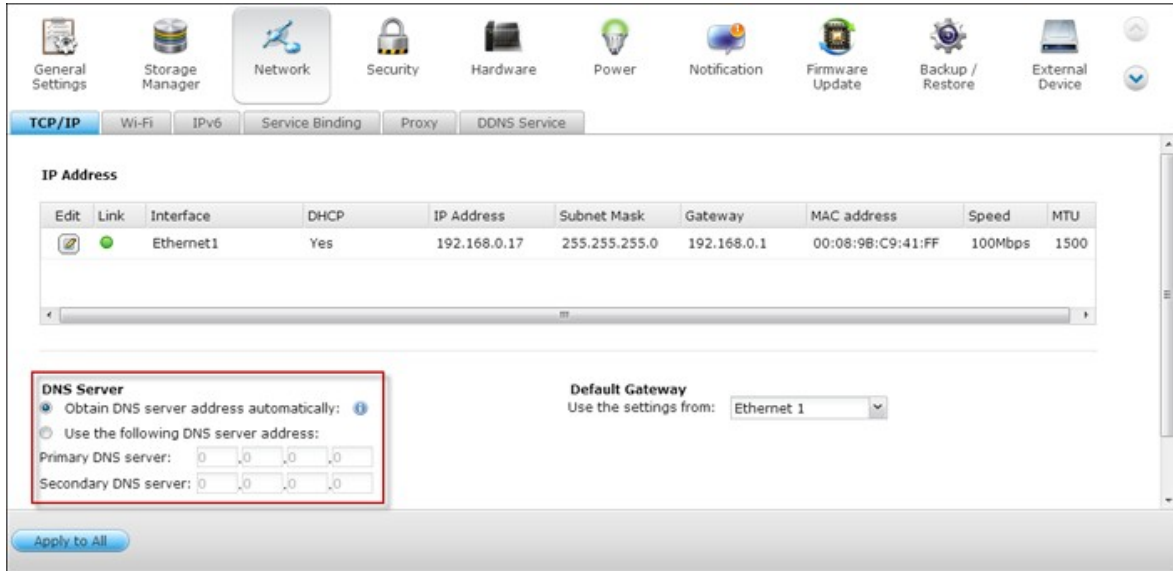 General Settings Storage Manager Network Security Hardware Power Notification Firmware Update Backup / Restore External Device
TCP/IP Wi-Fi IPv6 Service Binding Proxy DDNS Service
IP Address
Edit Link Interface DHCP IP Address Subnet Mask Gateway MAC address Speed MTU
Ethernet1 Yes 192.168.0.17 255.255.255.0 192.168.0.1 00:08:9B:C9:41:FF 100Mbps 1500
DNS Server
Obtain DNS server address automatically:
Use the following DNS server address:
Primary DNS server: 0 .0 .0 .0
Secondary DNS server: 0 .0 .0 .0
Default Gateway
Use the settings from: Ethernet 1
Apply to All